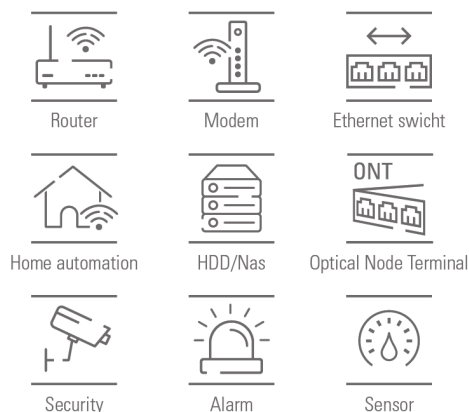 Router
Modem
Ethernet swicht
ONT
Home automation
HDD/Nas
Optical Node Terminal
Security
Alarm
Sensor